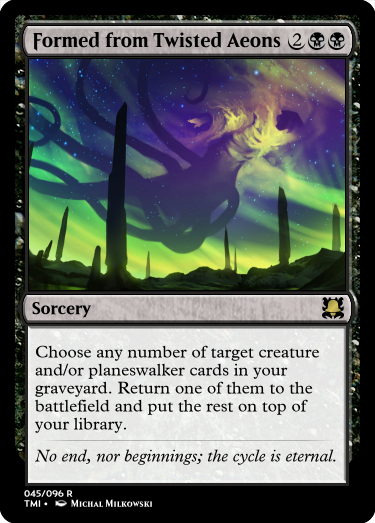 Formed from Twisted Aeons 2
Sorcery
Choose any number of target creature
and/or planeswalker cards in your
graveyard. Return one of them to the
battlefield and put the rest on top of
your library.
No end, nor beginnings; the cycle is eternal.
045/096 R
TMI • Michal Milkowski